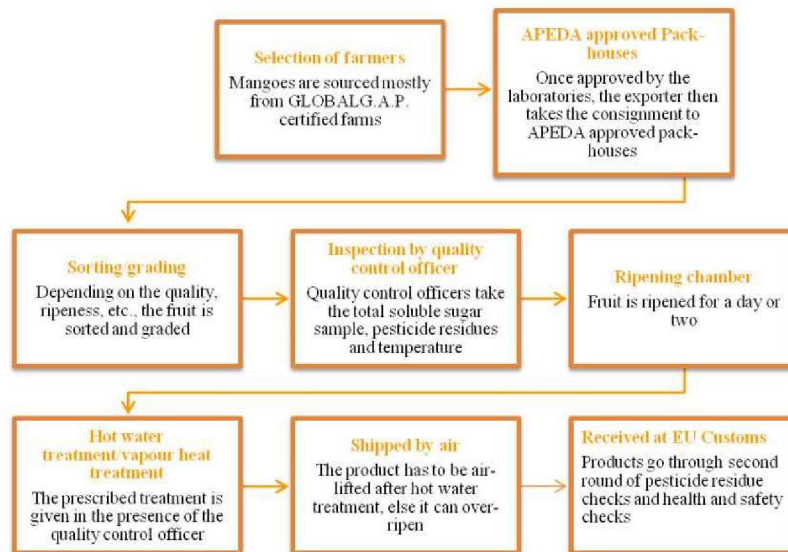 Selection of farmers
Mangoes are sourced mostly
from GLOBALG.A.P.
certified farms
APEDA approved Pack-
houses
Once approved by the
laboratories, the exporter then
takes the consignment to
APEDA approved pack-
houses
Sorting/grading
Depending on the quality,
ripeness, etc., the fruit is
sorted and graded
Inspection by quality
control officer
Quality control officers take
the total soluble sugar
sample, pesticide residues
and temperature
Ripening chamber
Fruit is ripened for a day or
two
Hot water
treatment/vapour heat
treatment
The prescribed treatment is
given in the presence of the
quality control officer
Shipped by air
The product has to be air-
lifted after hot water
treatment, else it can over-
ripen
Received at EU Customs
Products go through second
round of pesticide residue
checks and health and safety
checks